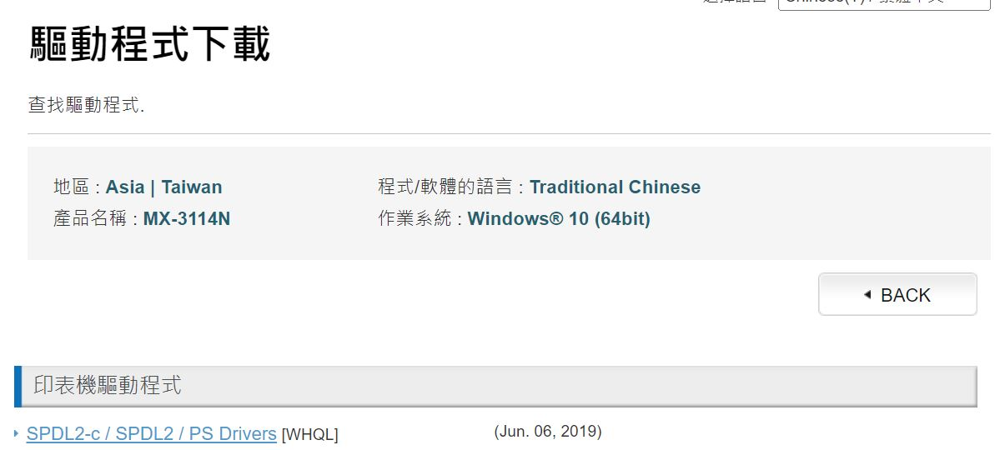 驅動程式下載
查找驅動程式.
地區 : Asia | Taiwan
程式/軟體的語言 : Traditional Chinese
產品名稱 : MX-3114N
作業系統 : Windows® 10 (64bit)
BACK
印表機驅動程式
SPDL2-c / SPDL2 / PS Drivers [WHQL] (Jun. 06, 2019)